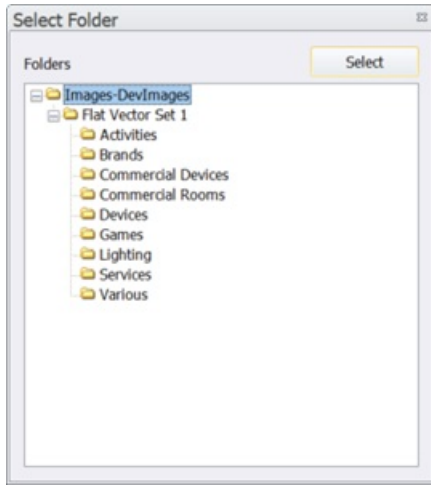 Select Folder
Folders
Select
Images-DevImages
Flat Vector Set 1
Activities
Brands
Commercial Devices
Commercial Rooms
Devices
Games
Lighting
Services
Various